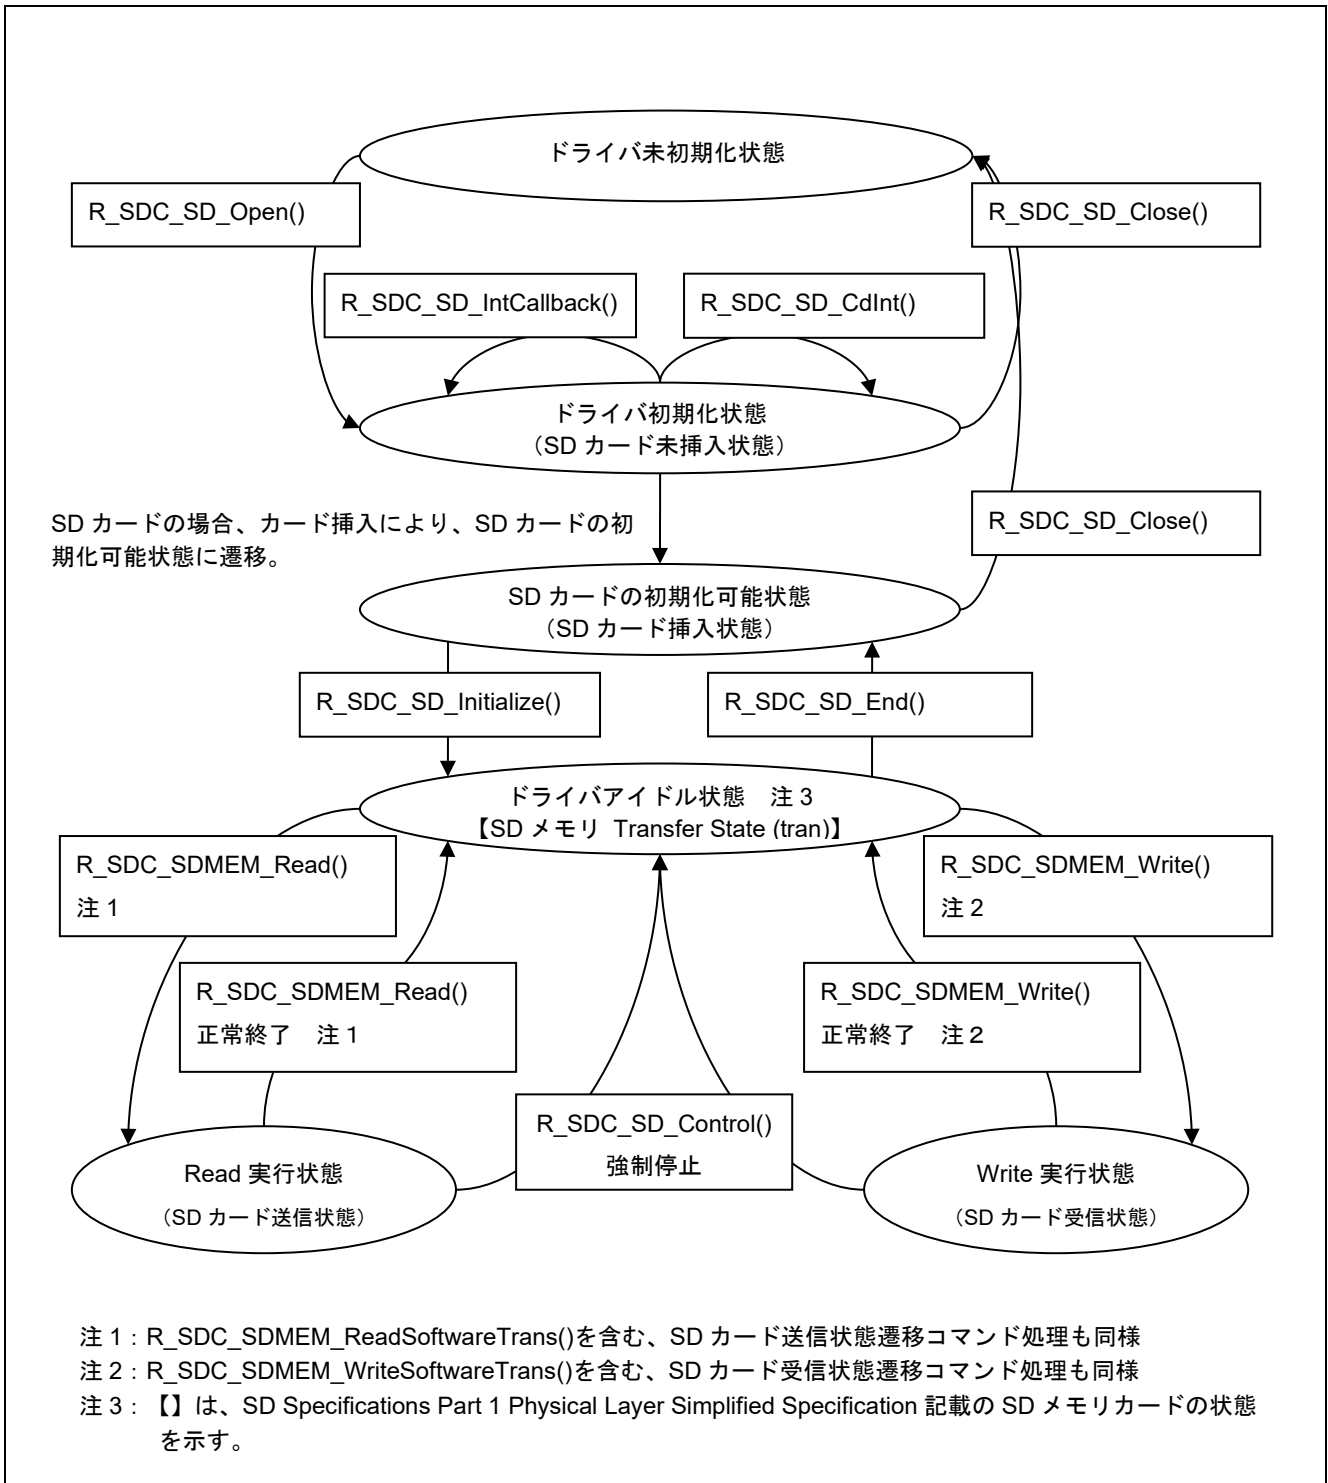 ドライバ未初期化状態
R_SDC_SD_Open()
R_SDC_SD_Close()
R_SDC_SD_IntCallback()
R_SDC_SD_CdInt()
ドライバ初期化状態
（SD カード未挿入状態）
SD カードの場合、カード挿入により、SD カードの初
期化可能状態に遷移。
R_SDC_SD_Close()
SD カードの初期化可能状態
（SD カード挿入状態）
R_SDC_SD_Initialize()
R_SDC_SD_End()
ドライバアイドル状態　注 3
【SD メモリ Transfer State (tran)】
R_SDC_SDMEM_Read()
注 1
R_SDC_SDMEM_Write()
注 2
R_SDC_SDMEM_Read()
正常終了　注 1
R_SDC_SDMEM_Write()
正常終了　注２
R_SDC_SD_Control()
強制停止
Read 実行状態
（SD カード送信状態）
Write 実行状態
（SD カード受信状態）
注 1：R_SDC_SDMEM_ReadSoftwareTrans()を含む、SD カード送信状態遷移コマンド処理も同様
注 2：R_SDC_SDMEM_WriteSoftwareTrans()を含む、SD カード受信状態遷移コマンド処理も同様
注 3：【】は、SD Specifications Part 1 Physical Layer Simplified Specification 記載の SD メモリカードの状態
を示す。